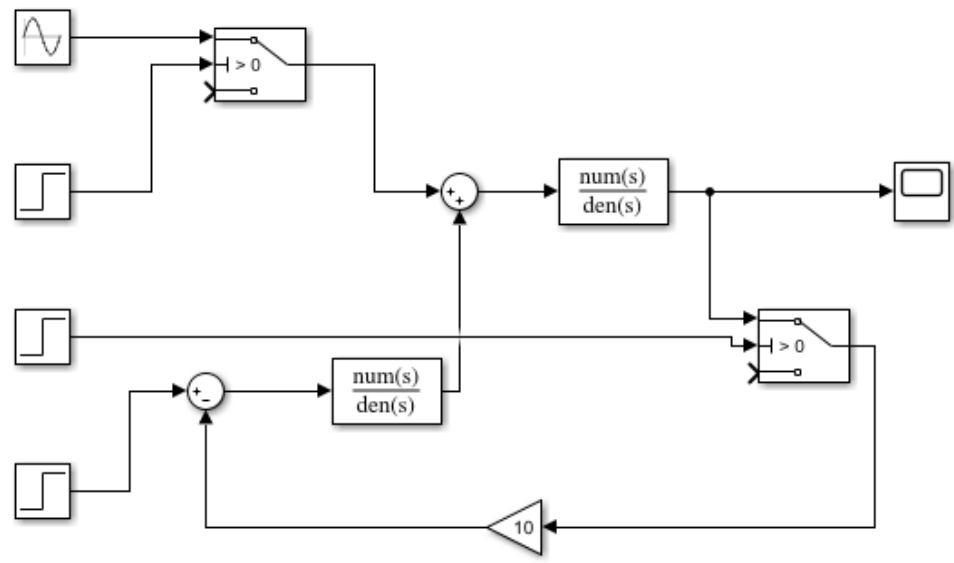 > 0
+
+
num(s)
den(s)
> 0
+
−
num(s)
den(s)
10